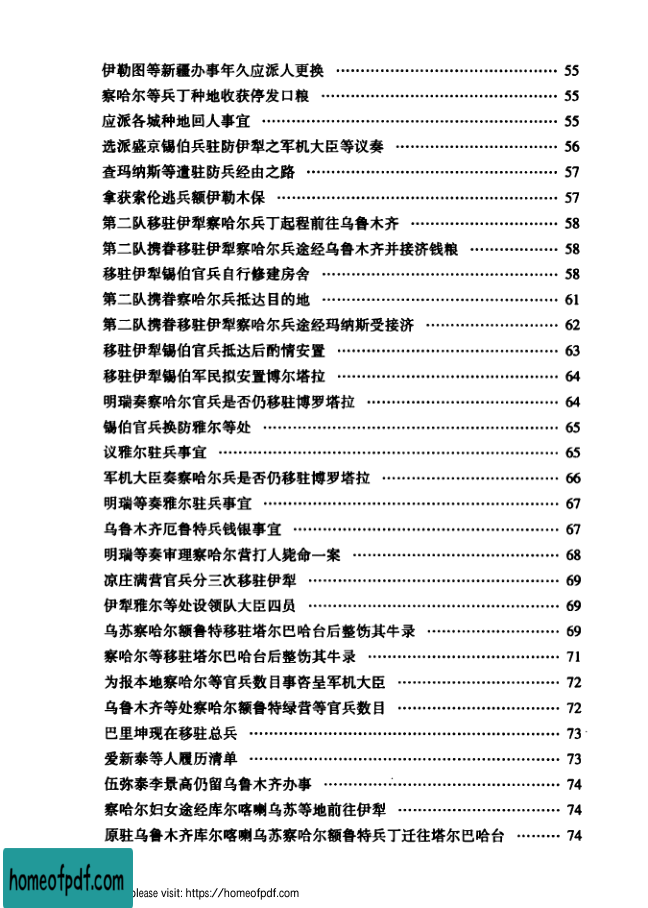 伊勒图等新疆办事年久应派人更换 ………………………………… 55
察哈尔等兵丁种地收获停发口粮 ………………………………… 55
应派各城种地回人事宜 ………………………………… 55
选派盛京锡伯兵驻防伊犁之军机大臣等议奏 ………………………………… 56
查玛纳斯等遣驻防兵经由之路 ………………………………… 57
拿获索伦逃兵额伊勒木保 ………………………………… 57
第二队移驻伊犁察哈尔兵丁起程前往乌鲁木齐 ………………………………… 58
第二队携眷移驻伊犁察哈尔兵途经乌鲁木齐并接济钱粮 ………………………………… 58
移驻伊犁锡伯官兵自行修建房舍 ………………………………… 58
第二队携眷察哈尔兵抵达目的地 ………………………………… 61
第二队携眷移驻伊犁察哈尔兵途经玛纳斯受接济 ………………………………… 62
移驻伊犁锡伯官兵抵达后酌情安置 ………………………………… 63
移驻伊犁锡伯军民拟安置博尔塔拉 ………………………………… 64
明瑞奏察哈尔官兵是否仍移驻博罗塔拉 ………………………………… 64
锡伯官兵换防雅尔等处 ………………………………… 65
议雅尔驻兵事宜 ………………………………… 65
军机大臣奏察哈尔兵是否仍移驻博罗塔拉 ………………………………… 66
明瑞等奏雅尔驻兵事宜 ………………………………… 67
乌鲁木齐厄鲁特兵钱银事宜 ………………………………… 67
明瑞等奏审理察哈尔营打人毙命一案 ………………………………… 68
凉庄满营官兵分三次移驻伊犁 ………………………………… 69
伊犁雅尔等处设领队大臣四员 ………………………………… 69
乌苏察哈尔额鲁特移驻塔尔巴哈台后整饬其牛录 ………………………………… 69
察哈尔等移驻塔尔巴哈台后整饬其牛录 ………………………………… 71
为报本地察哈尔等官兵数目事咨呈军机大臣 ………………………………… 72
乌鲁木齐等处察哈尔额鲁特绿营等官兵数目 ………………………………… 72
巴里坤现在移驻总兵 ………………………………… 73
爱新泰等人履历清单 ………………………………… 73
伍弥泰李景高仍留乌鲁木齐办事 ………………………………… 74
察哈尔妇女途经库尔喀喇乌苏等地前往伊犁 ………………………………… 74
原驻乌鲁木齐库尔喀喇乌苏察哈尔额鲁特兵丁迁往塔尔巴哈台 ……… 74
homeofpdf.com
please visit: https://homeofpdf.com